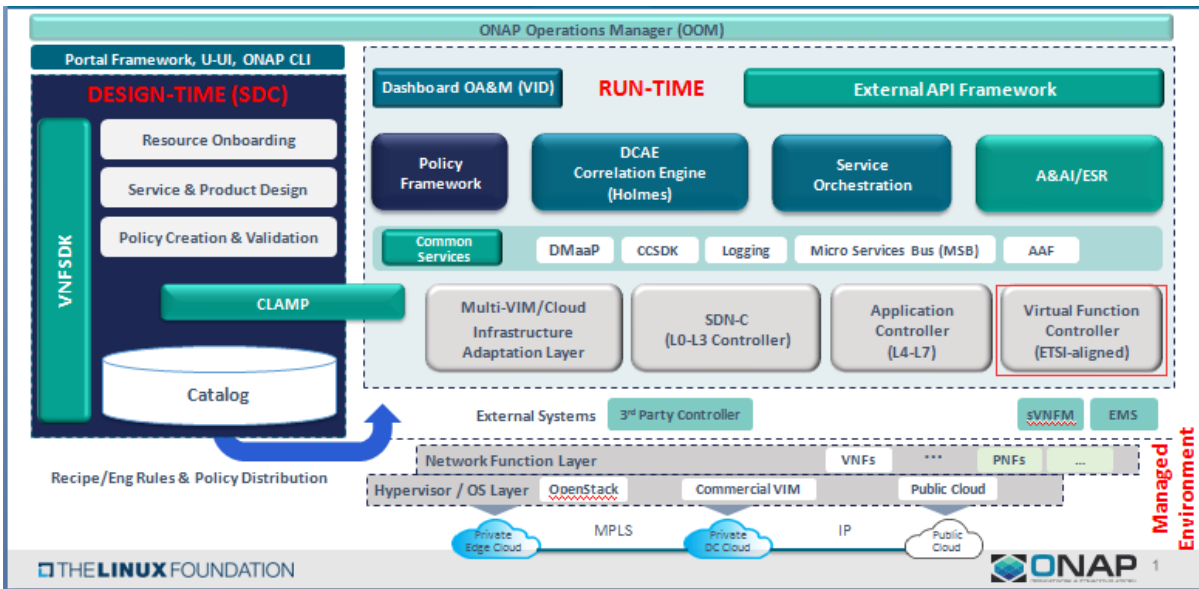 ONAP Operations Manager (OOM)
Portal Framework, U-UI, ONAP CLI
DESIGN-TIME (SDC)
VNFSDK
Resource Onboarding
Service & Product Design
Policy Creation & Validation
CLAMP
Catalog
Recipe/Eng Rules & Policy Distribution
Dashboard OA&M (VID)
RUN-TIME
External API Framework
Policy
Framework
DCAE
Correlation Engine
(Holmes)
Service
Orchestration
A&AI/ESR
Common
Services
DMaaP
CCSDK
Logging
Micro Services Bus (MSB)
AAF
Multi-VIM/Cloud
Infrastructure
Adaptation Layer
SDN-C
(L0-L3 Controller)
Application
Controller
(L4-L7)
Virtual Function
Controller
(ETSI-aligned)
External Systems
3rd Party Controller
sVNFM
EMS
Network Function Layer
VNFs
...
PNFs
...
Hypervisor / OS Layer
OpenStack
Commercial VIM
Public Cloud
Managed
Environment
Private
Edge Cloud
MPLS
Private
DC Cloud
IP
Public
Cloud
THE LINUX FOUNDATION
ONAP
1